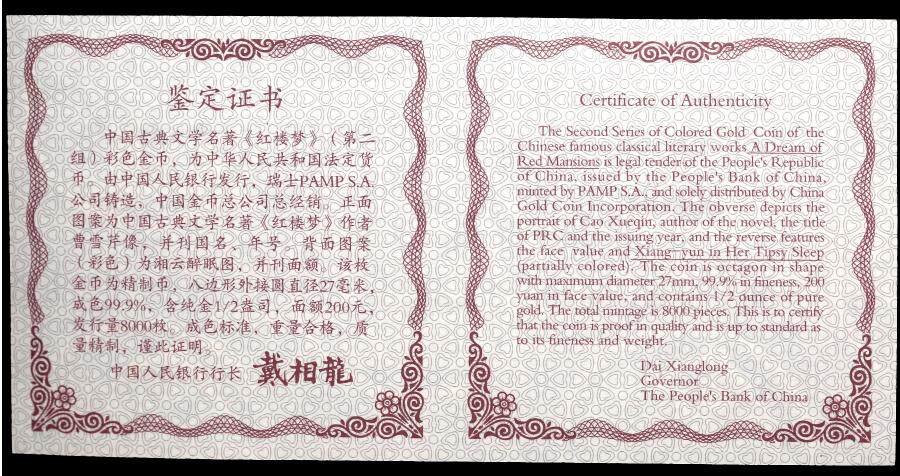 鉴定证书
中国古典文学名著《红楼梦》（第二
组）彩色金币，为中华人民共和国法定货
币，由中国人民银行发行，瑞士PAMP S.A.
公司铸造，中国金币总公司总经销。正面
图案为中国古典文学名著《红楼梦》作者
曹雪芹像，并刊国名、年号。背面图案
（彩色）为湘云醉眠图，并刊面额。该枚
金币为精制币，八边形外接圆直径27毫米，
成色99.9%，含纯金1/2盎司，面额200元，
发行量8000枚。成色标准，重量合格，质
量精制，谨此证明。
中国人民银行行长 戴相龍
Certificate of Authenticity
The Second Series of Colored Gold Coin of the
Chinese famous classical literary works A Dream of
Red Mansions is legal tender of the People's Republic
of China, issued by the People's Bank of China,
minted by PAMP S.A., and solely distributed by China
Gold Coin Incorporation. The obverse depicts the
portrait of Cao Xueqin, author of the novel, the title
of PRC and the issuing year, and the reverse features
the face value and Xiang-yun in Her Tipsy Sleep
(partially colored). The coin is octagon in shape
with maximum diameter 27mm, 99.9% in fineness, 200
yuan in face value, and contains 1/2 ounce of pure
gold. The total mintage is 8000 pieces. This is to certify
that the coin is proof in quality and is up to standard as
to its fineness and weight.
Dai Xianglong
Governor
The People's Bank of China